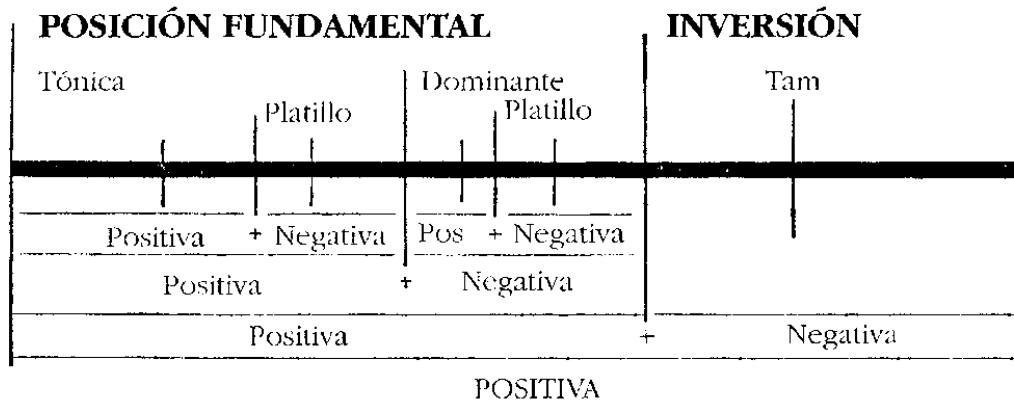 POSICIÓN FUNDAMENTAL INVERSIÓN
Tónica Dominante Tam
Platillo Platillo
Positiva + Negativa Pos + Negativa
Positiva + Negativa
Positiva + Negativa
POSITIVA